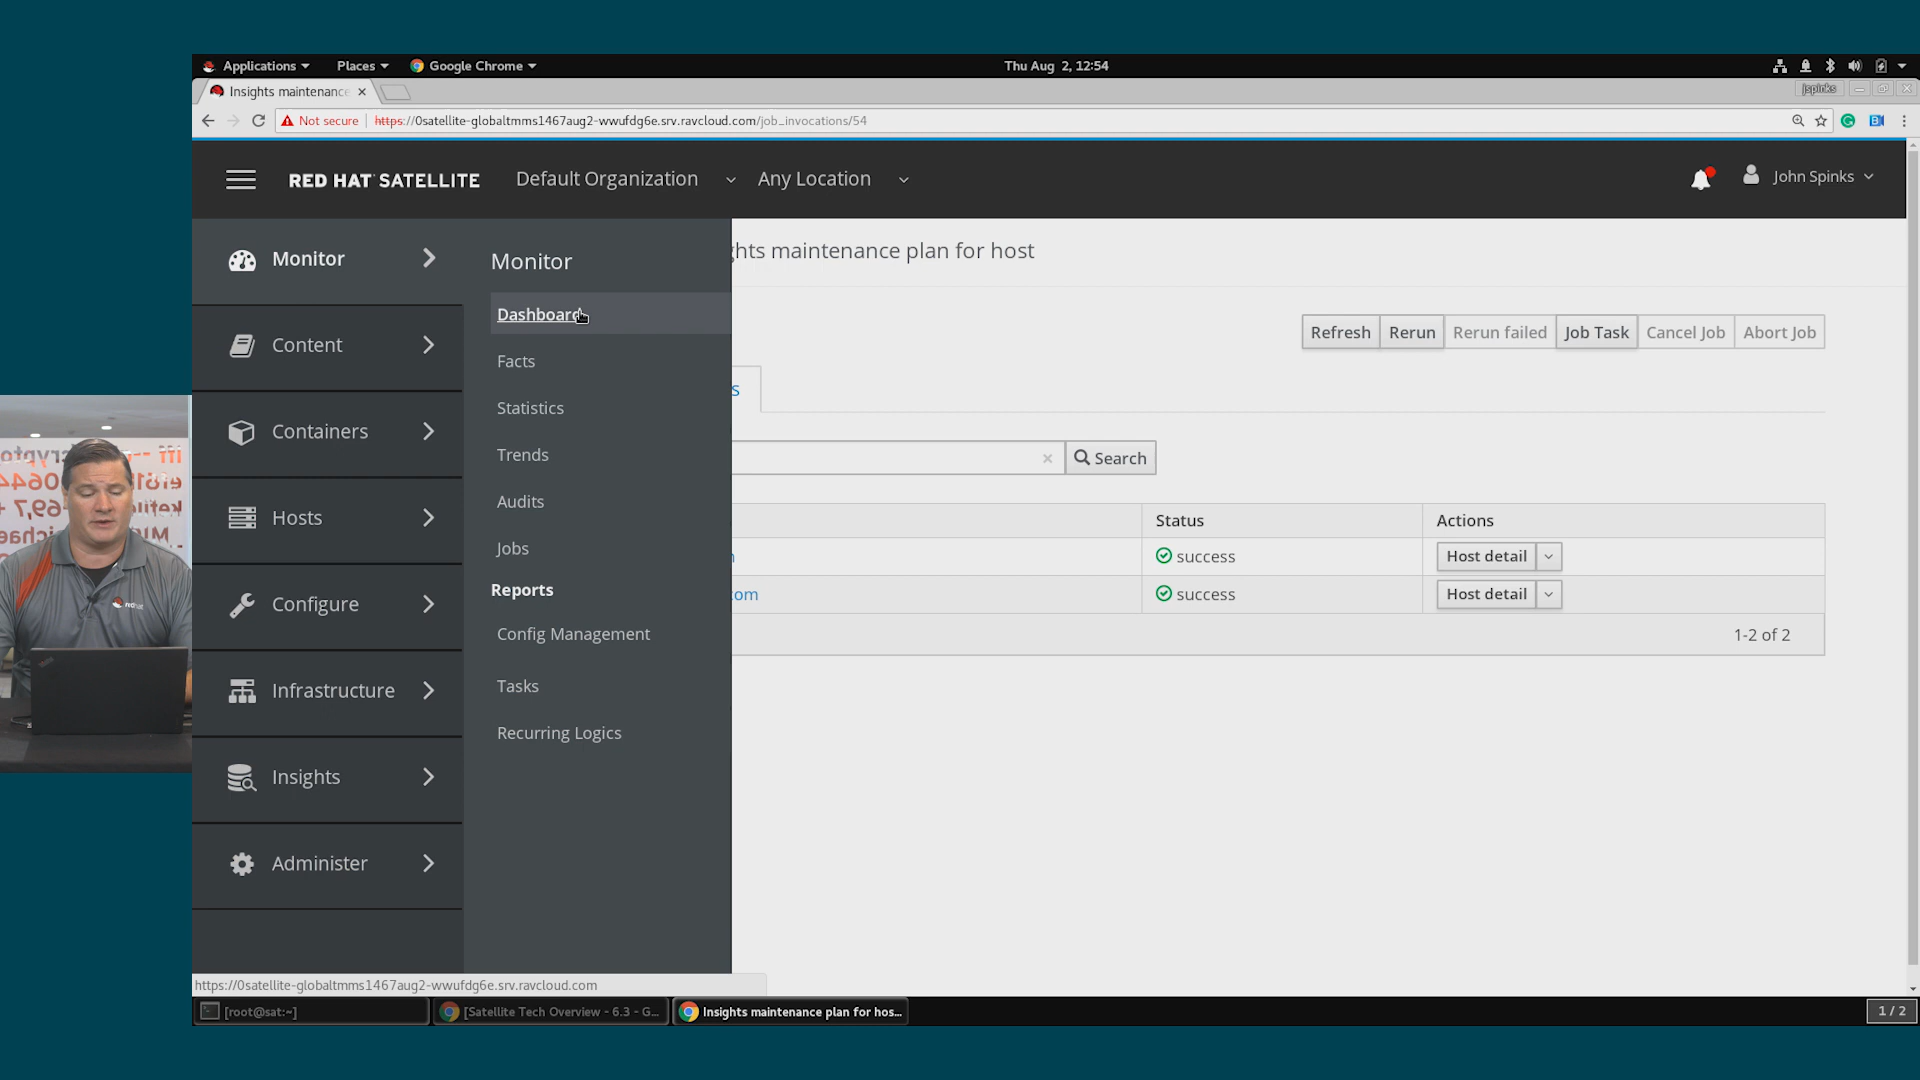 Applications Places Google Chrome Thu Aug 2, 12:54
Insights maintenance
jspinks
Not secure https://0satellite-globaltmms1467aug2-wwufdg6e.srv.ravcloud.com/job_invocations/54
RED HAT SATELLITE Default Organization Any Location John Spinks
Monitor
Content
Containers
Hosts
Configure
Infrastructure
Insights
Administer
Monitor
Dashboard
Facts
Statistics
Trends
Audits
Jobs
Reports
Config Management
Tasks
Recurring Logics
ghts maintenance plan for host
Refresh Rerun Rerun failed Job Task Cancel Job Abort Job
s
Search
Status Actions
success Host detail
com success Host detail
1-2 of 2
https://0satellite-globaltmms1467aug2-wwufdg6e.srv.ravcloud.com
[root@sat:~] [Satellite Tech Overview - 6.3 - G... Insights maintenance plan for hos...
1 / 2
redhat